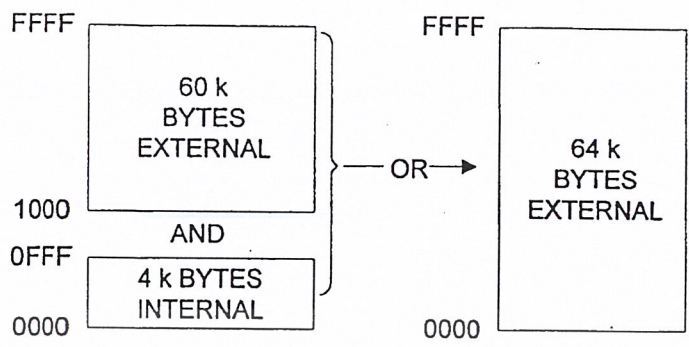 FFFF
60 k
BYTES
EXTERNAL
1000
AND
0FFF
4 k BYTES
INTERNAL
0000
OR
FFFF
64 k
BYTES
EXTERNAL
0000